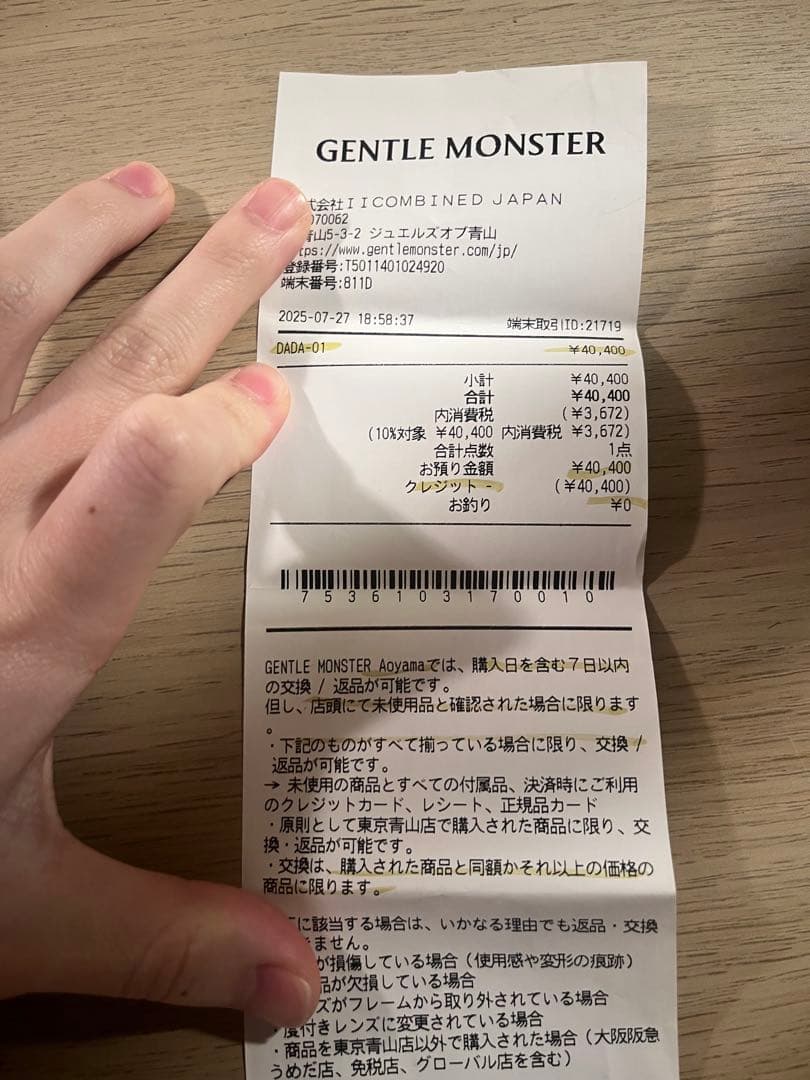 GENTLE MONSTER
式会社IICOMBINED JAPAN
070062
青山5-3-2 ジュエルズオブ青山
tps://www.gentlemonster.com/jp/
登録番号:T5011401024920
端末番号:811D
2025-07-27 18:58:37 端末取引ID:21719
DADA-01 ¥40,400
小計 ¥40,400
合計 ¥40,400
内消費税 (¥3,672)
(10%対象 ¥40,400 内消費税 ¥3,672)
合計点数 1点
お預り金額 ¥40,400
クレジット - (¥40,400)
お釣り ¥0
7536103170010
GENTLE MONSTER Aoyamaでは、購入日を含む7日以内
の交換 / 返品が可能です。
但し、店頭にて未使用品と確認された場合に限ります
。
・下記のものがすべて揃っている場合に限り、交換 /
返品が可能です。
→ 未使用の商品とすべての付属品、決済時にご利用
のクレジットカード、レシート、正規品カード
・原則として東京青山店で購入された商品に限り、交
換・返品が可能です。
・交換は、購入された商品と同額かそれ以上の価格の
商品に限ります。
に該当する場合は、いかなる理由でも返品・交換
きません。
が損傷している場合（使用感や変形の痕跡）
品が欠損している場合
ズがフレームから取り外されている場合
・度付きレンズに変更されている場合
・商品を東京青山店以外で購入された場合（大阪阪急
うめだ店、免税店、グローバル店を含む）